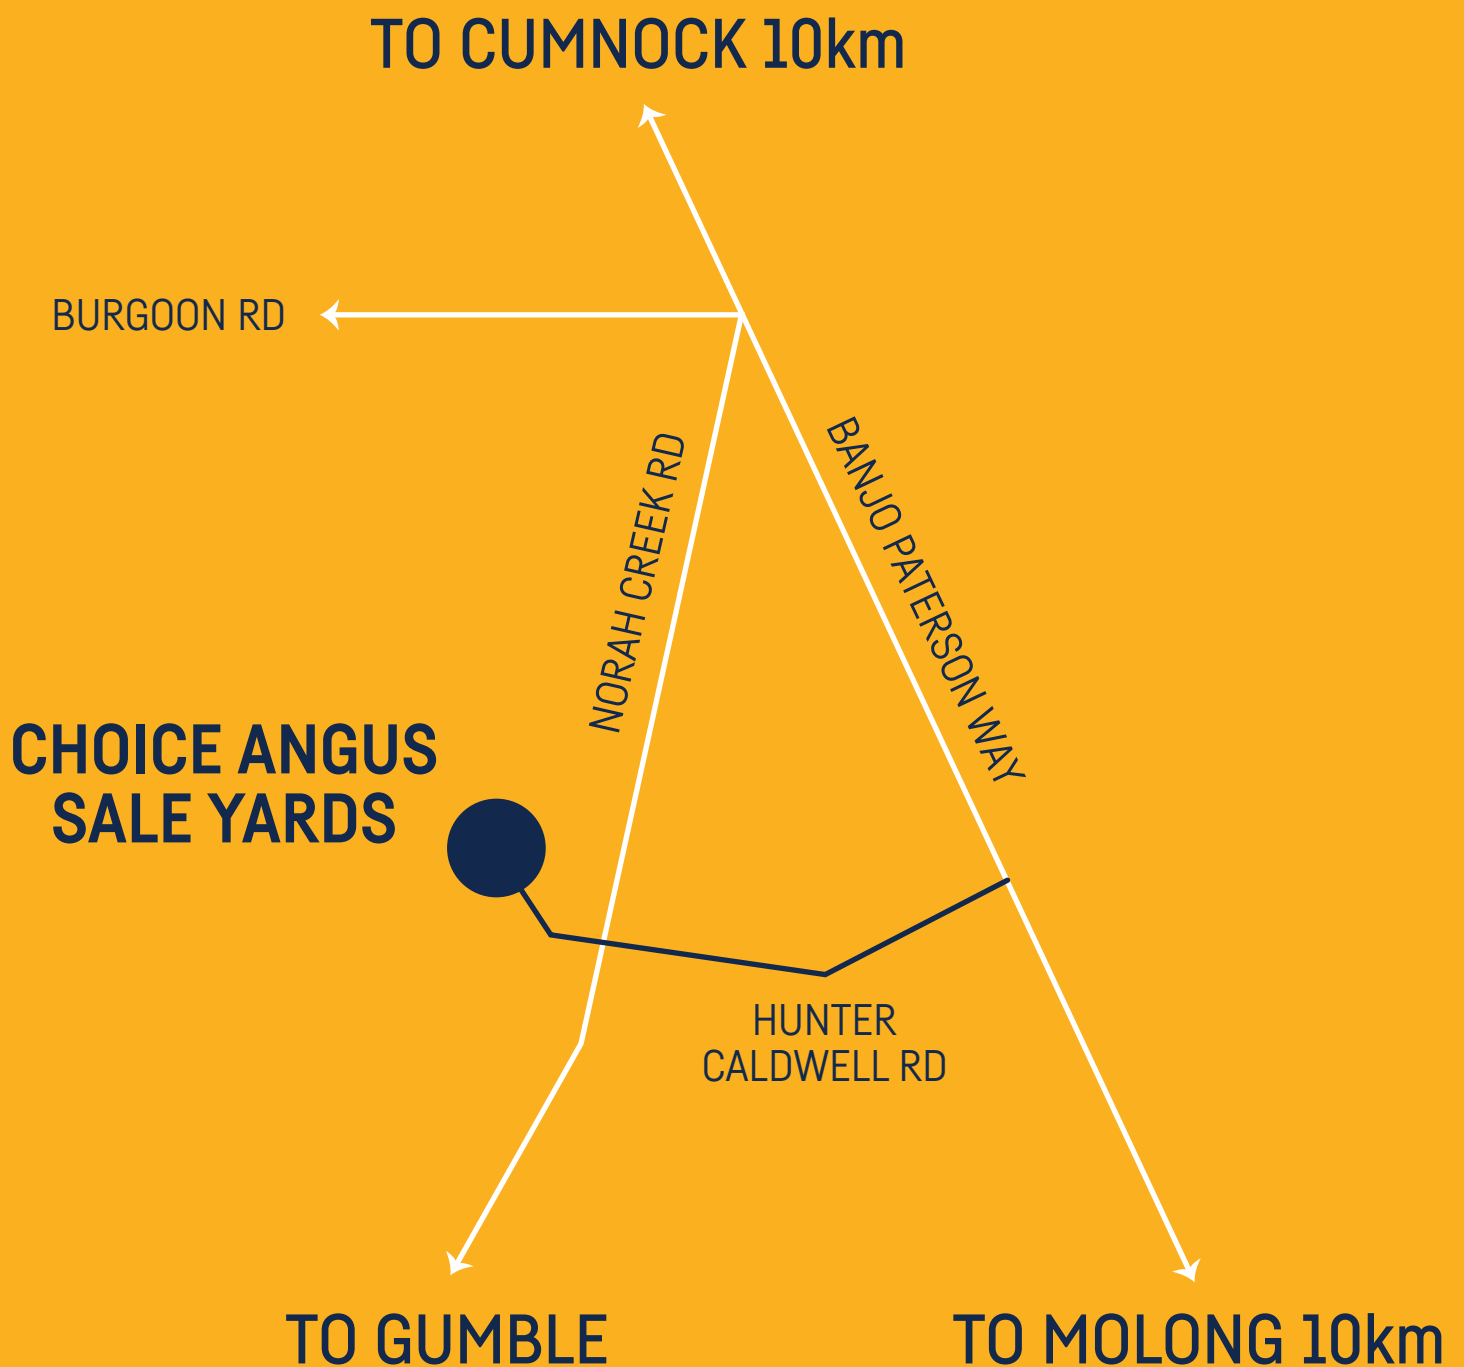 TO CUMNOCK 10km
BURGOON RD
NORAH CREEK RD
BANJO PATERSON WAY
CHOICE ANGUS
SALE YARDS
HUNTER
CALDWELL RD
TO GUMBLE
TO MOLONG 10km